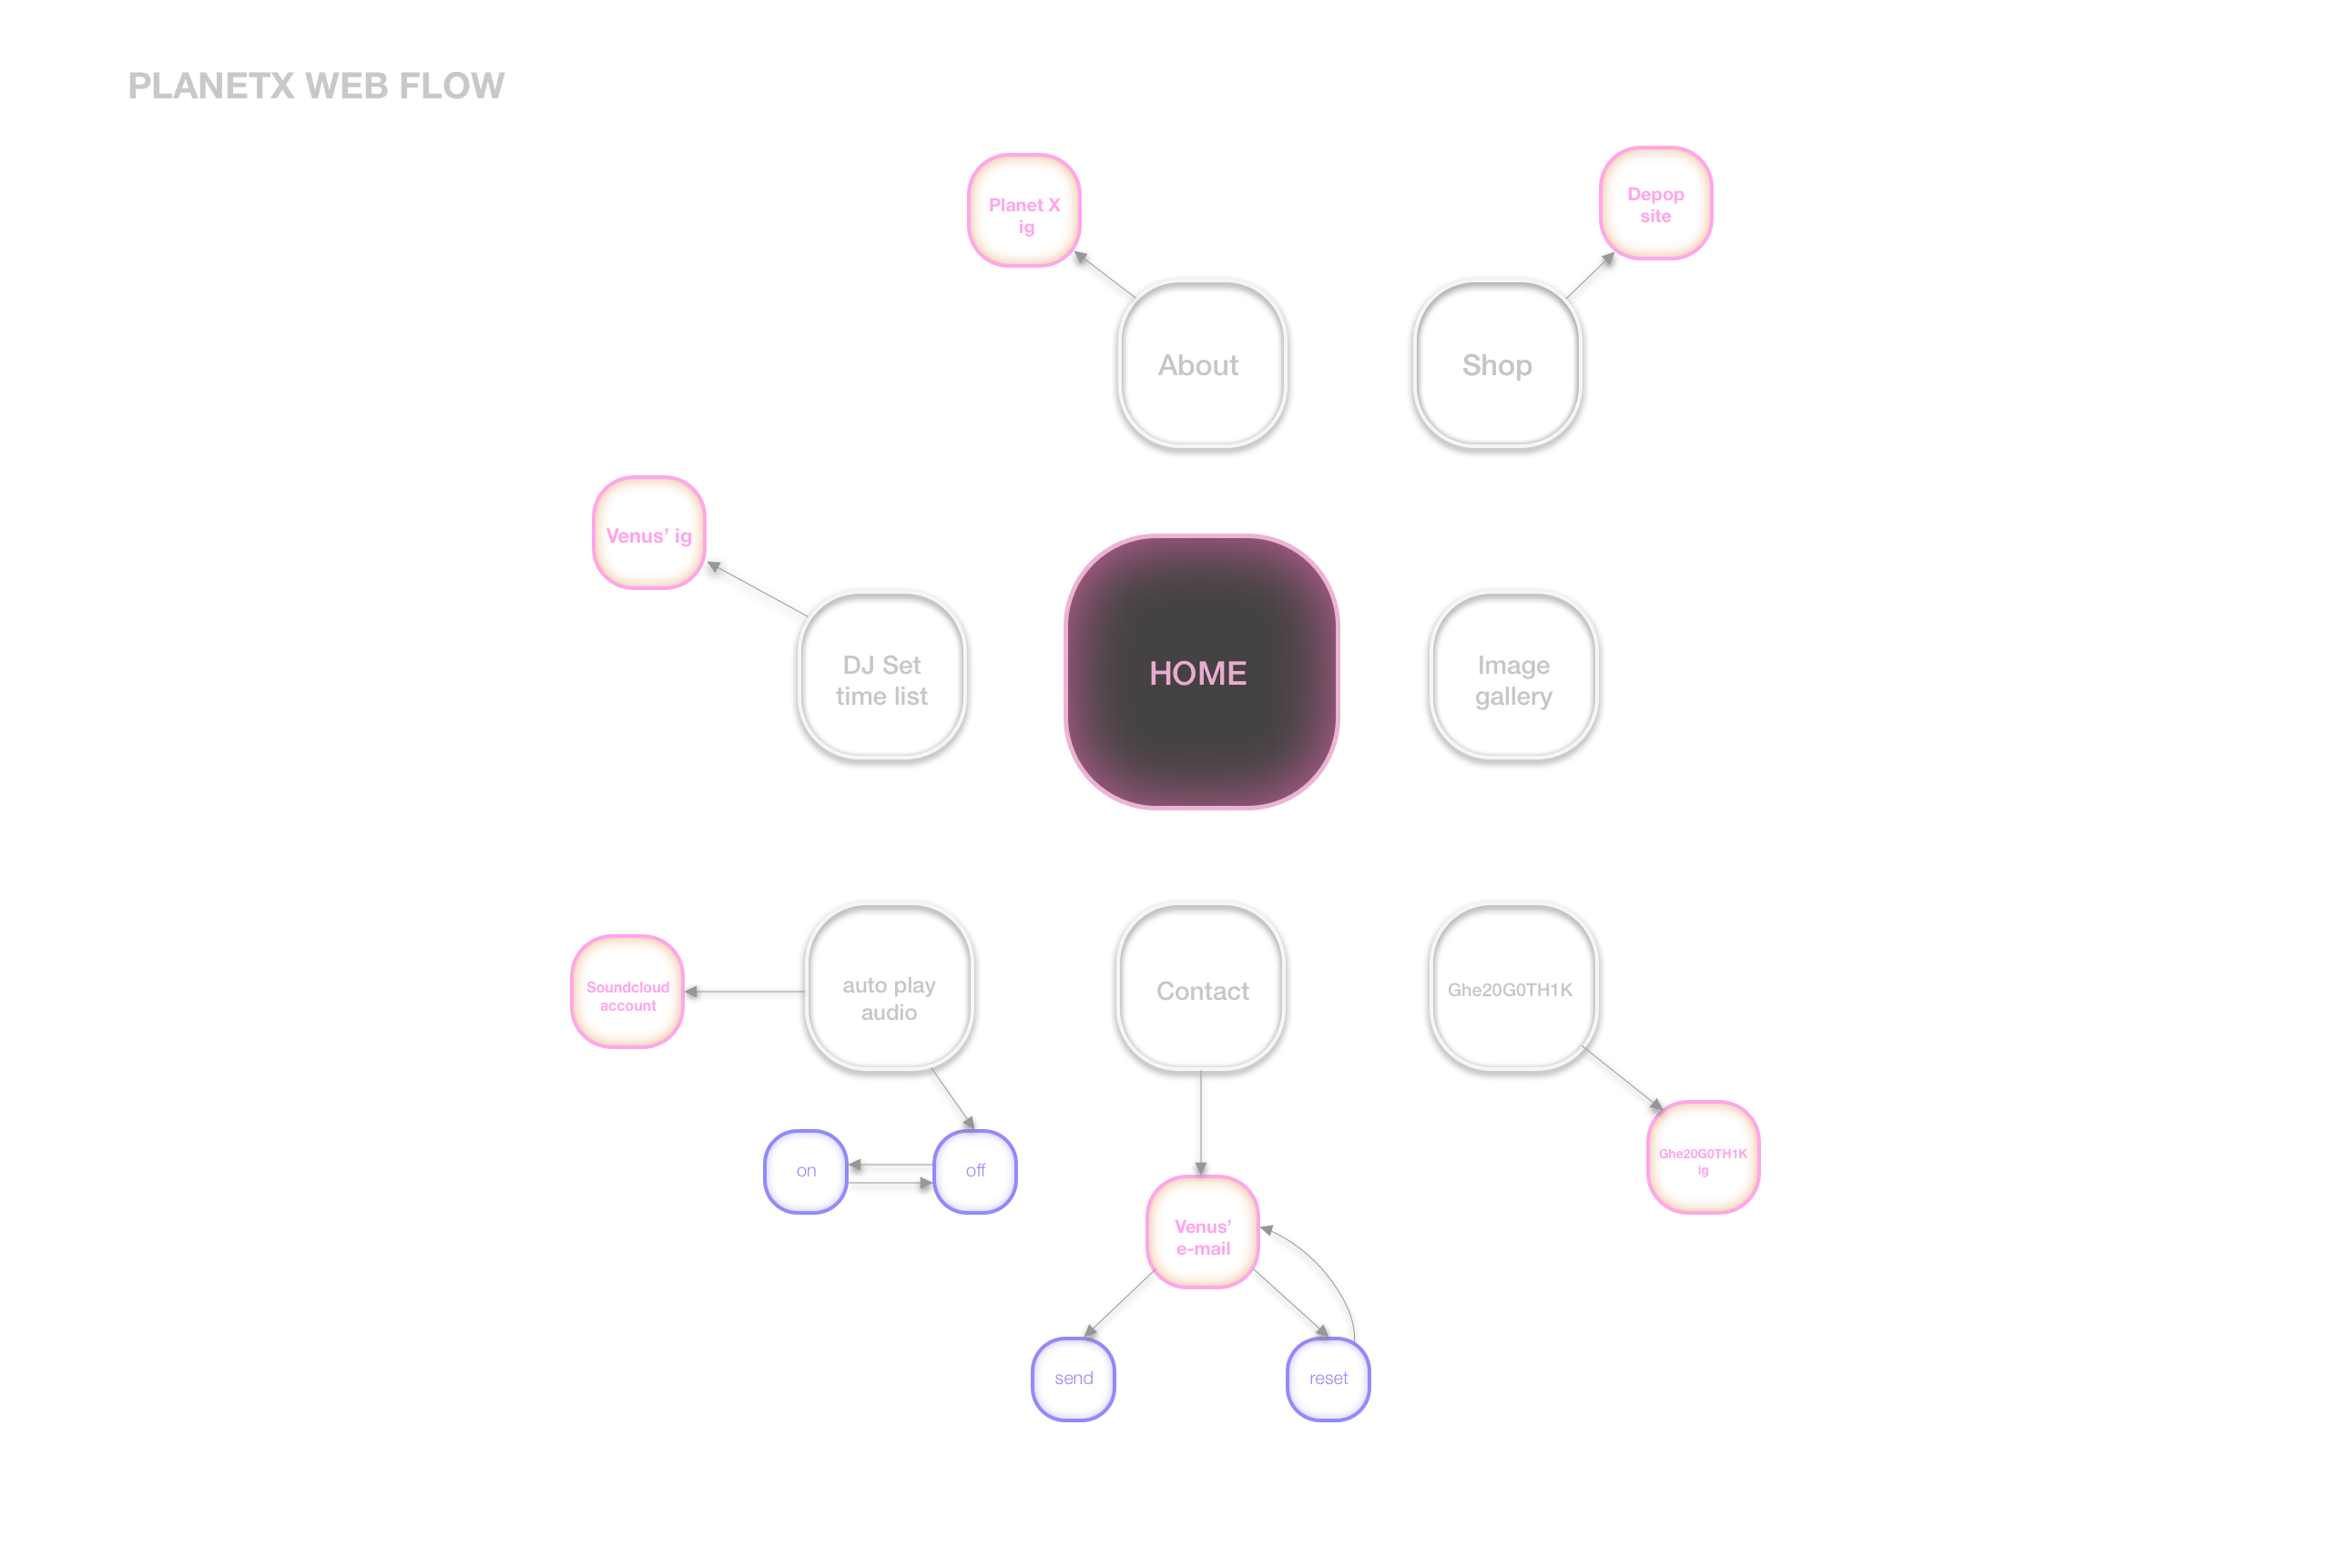 PLANETX WEB FLOW
Planet X
ig
Depop
site
About
Shop
Venus’ ig
DJ Set
time list
HOME
Image
gallery
Soundcloud
account
auto play
audio
Contact
Ghe20G0TH1K
on
off
Ghe20G0TH1K
ig
Venus’
e-mail
send
reset